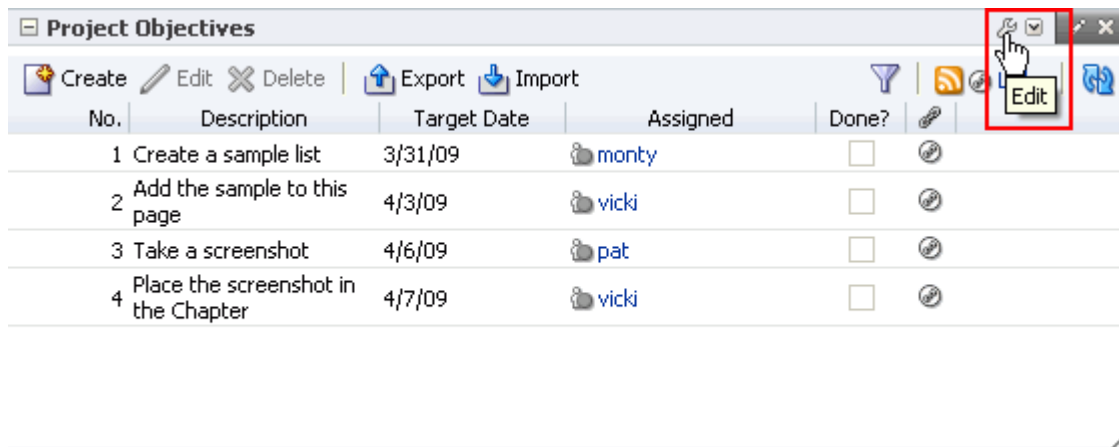 Project Objectives
Create Edit Delete Export Import
Edit
No. Description Target Date Assigned Done?
1 Create a sample list 3/31/09 monty
2 Add the sample to this
page 4/3/09 vicki
3 Take a screenshot 4/6/09 pat
4 Place the screenshot in
the Chapter 4/7/09 vicki